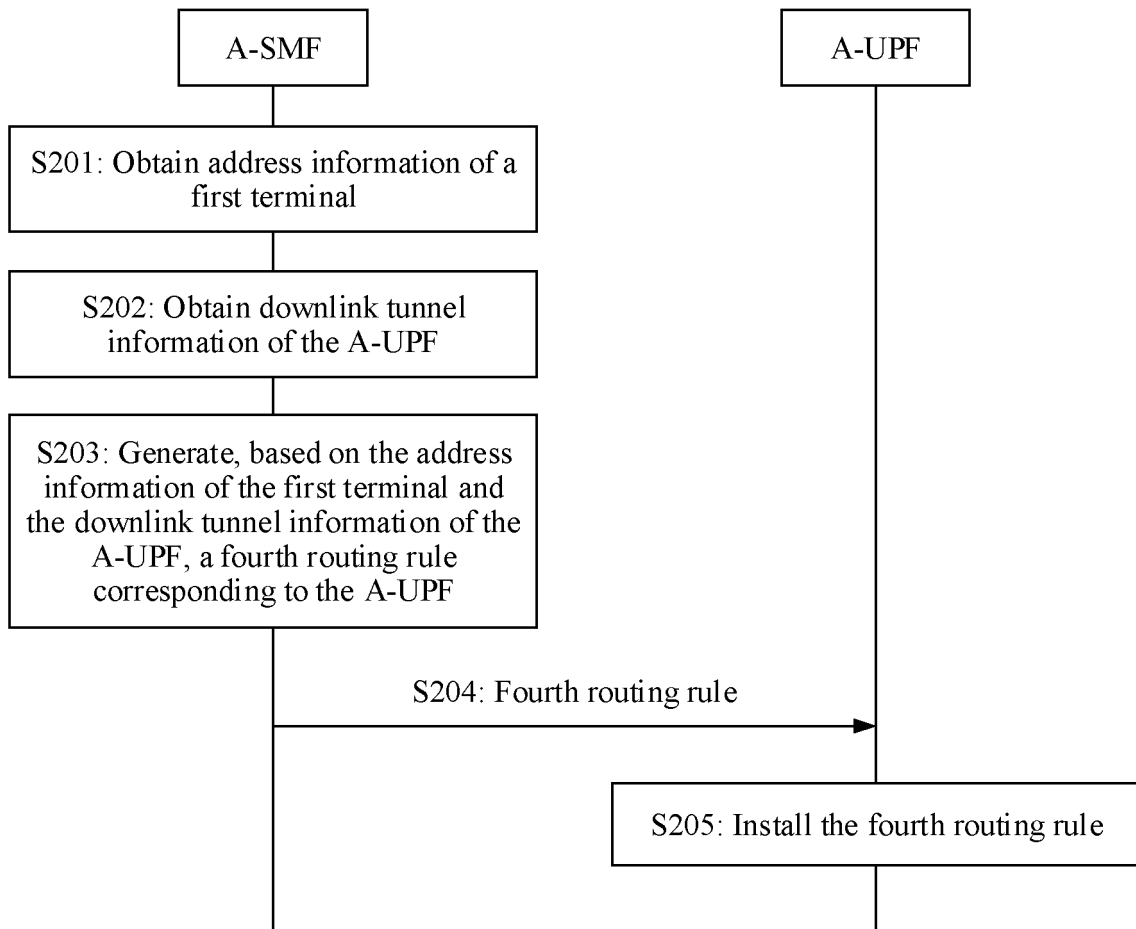 A-SMF
A-UPF
S201: Obtain address information of a
first terminal
S202: Obtain downlink tunnel
information of the A-UPF
S203: Generate, based on the address
information of the first terminal and
the downlink tunnel information of the
A-UPF, a fourth routing rule
corresponding to the A-UPF
S204: Fourth routing rule
S205: Install the fourth routing rule